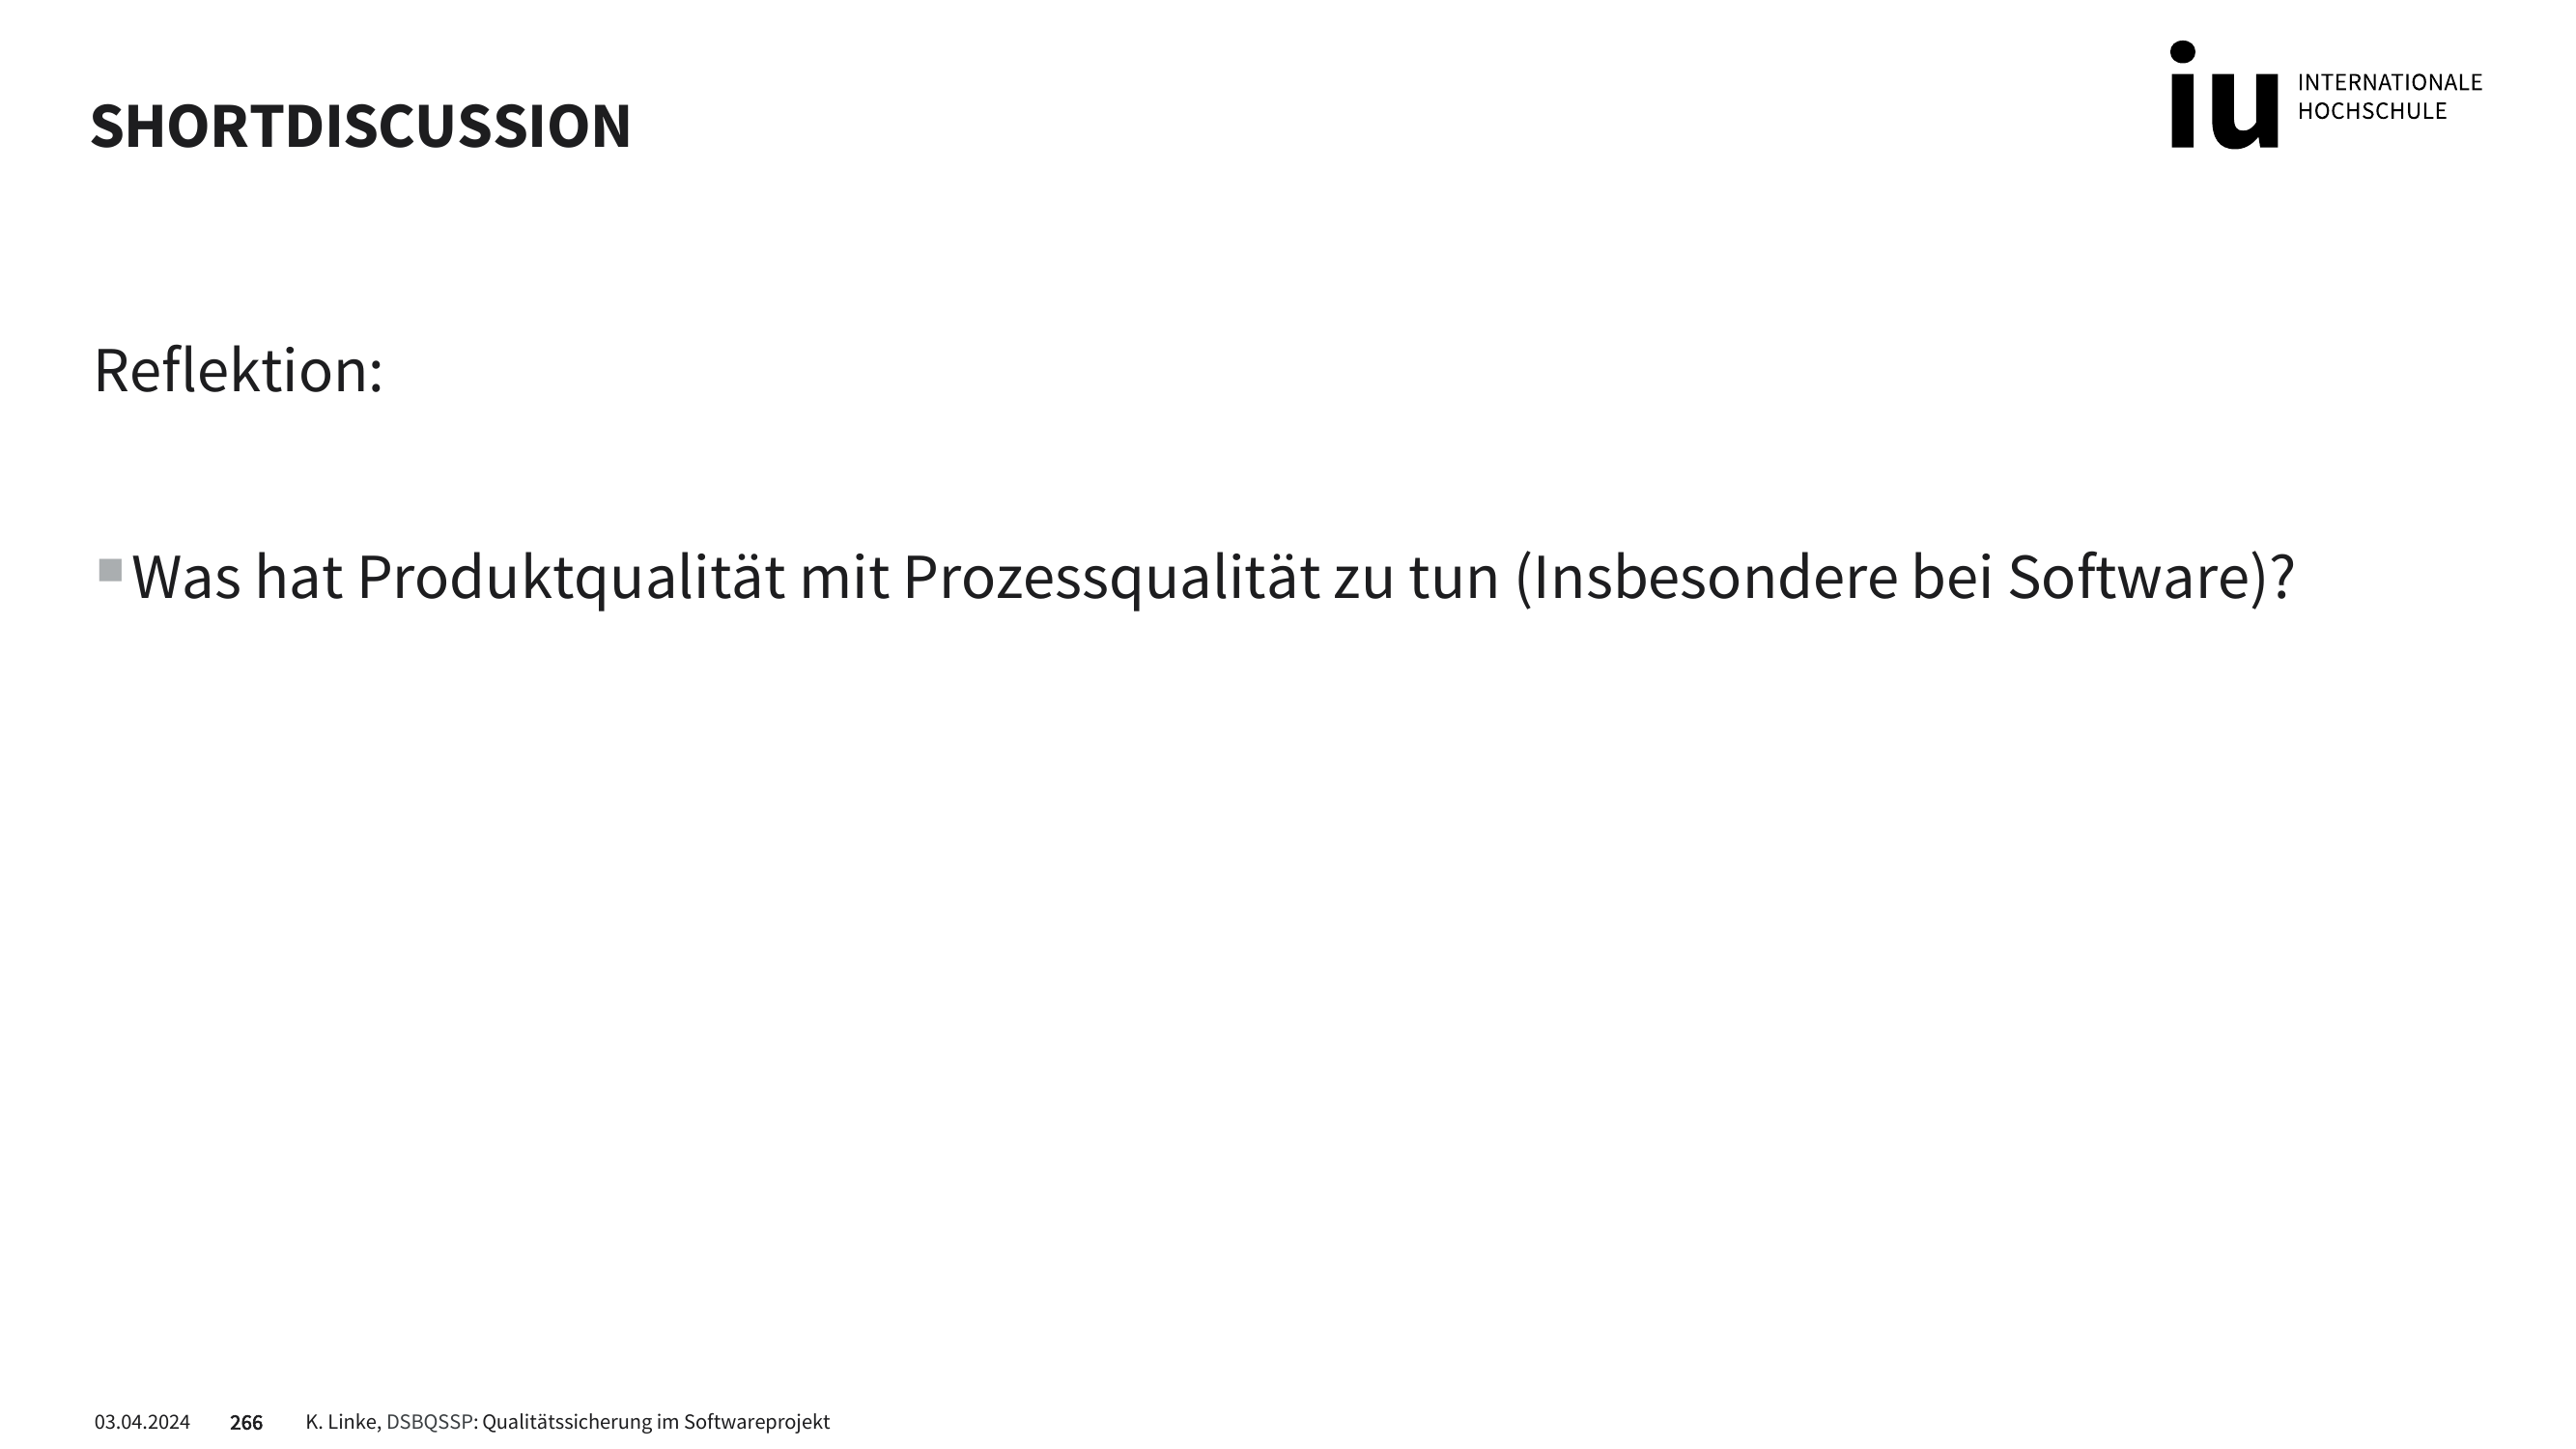 SHORTDISCUSSION
iu INTERNATIONALE
HOCHSCHULE
Reflektion:
Was hat Produktqualität mit Prozessqualität zu tun (Insbesondere bei Software)?
03.04.2024 266 K. Linke, DSBQSSP: Qualitätssicherung im Softwareprojekt